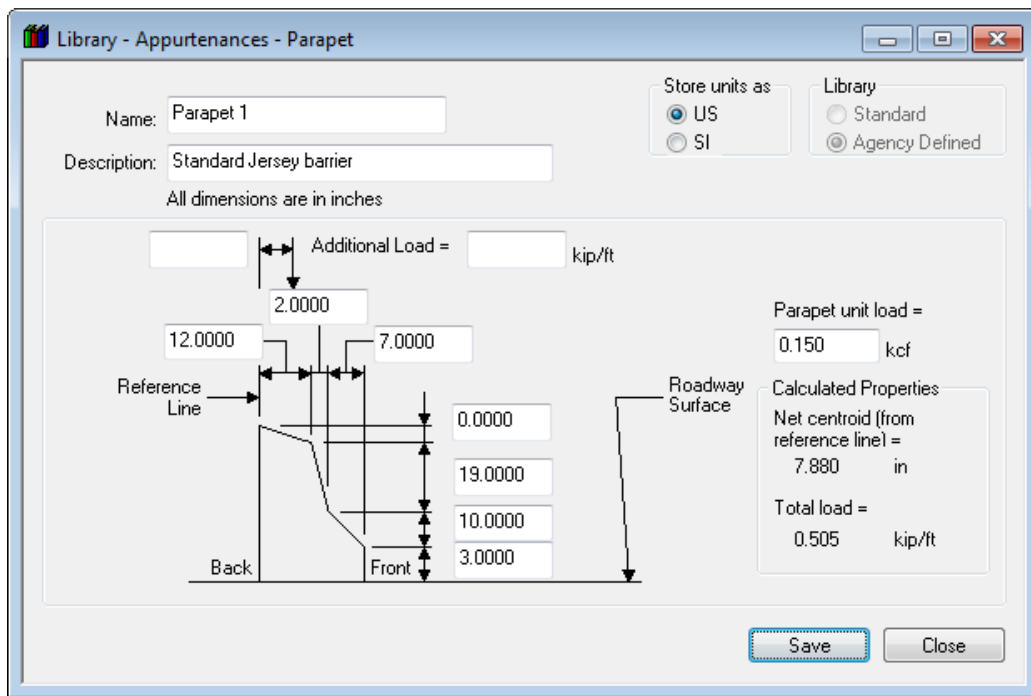 Library - Appurtenances - Parapet
Store units as
US
SI
Library
Standard
Agency Defined
Name: Parapet 1
Description: Standard Jersey barrier
All dimensions are in inches
Additional Load = kip/ft
2.0000
12.0000
7.0000
Reference
Line
0.0000
19.0000
10.0000
3.0000
Back
Front
Roadway
Surface
Parapet unit load =
0.150 kcf
Calculated Properties
Net centroid (from
reference line) =
7.880 in
Total load =
0.505 kip/ft
Save
Close